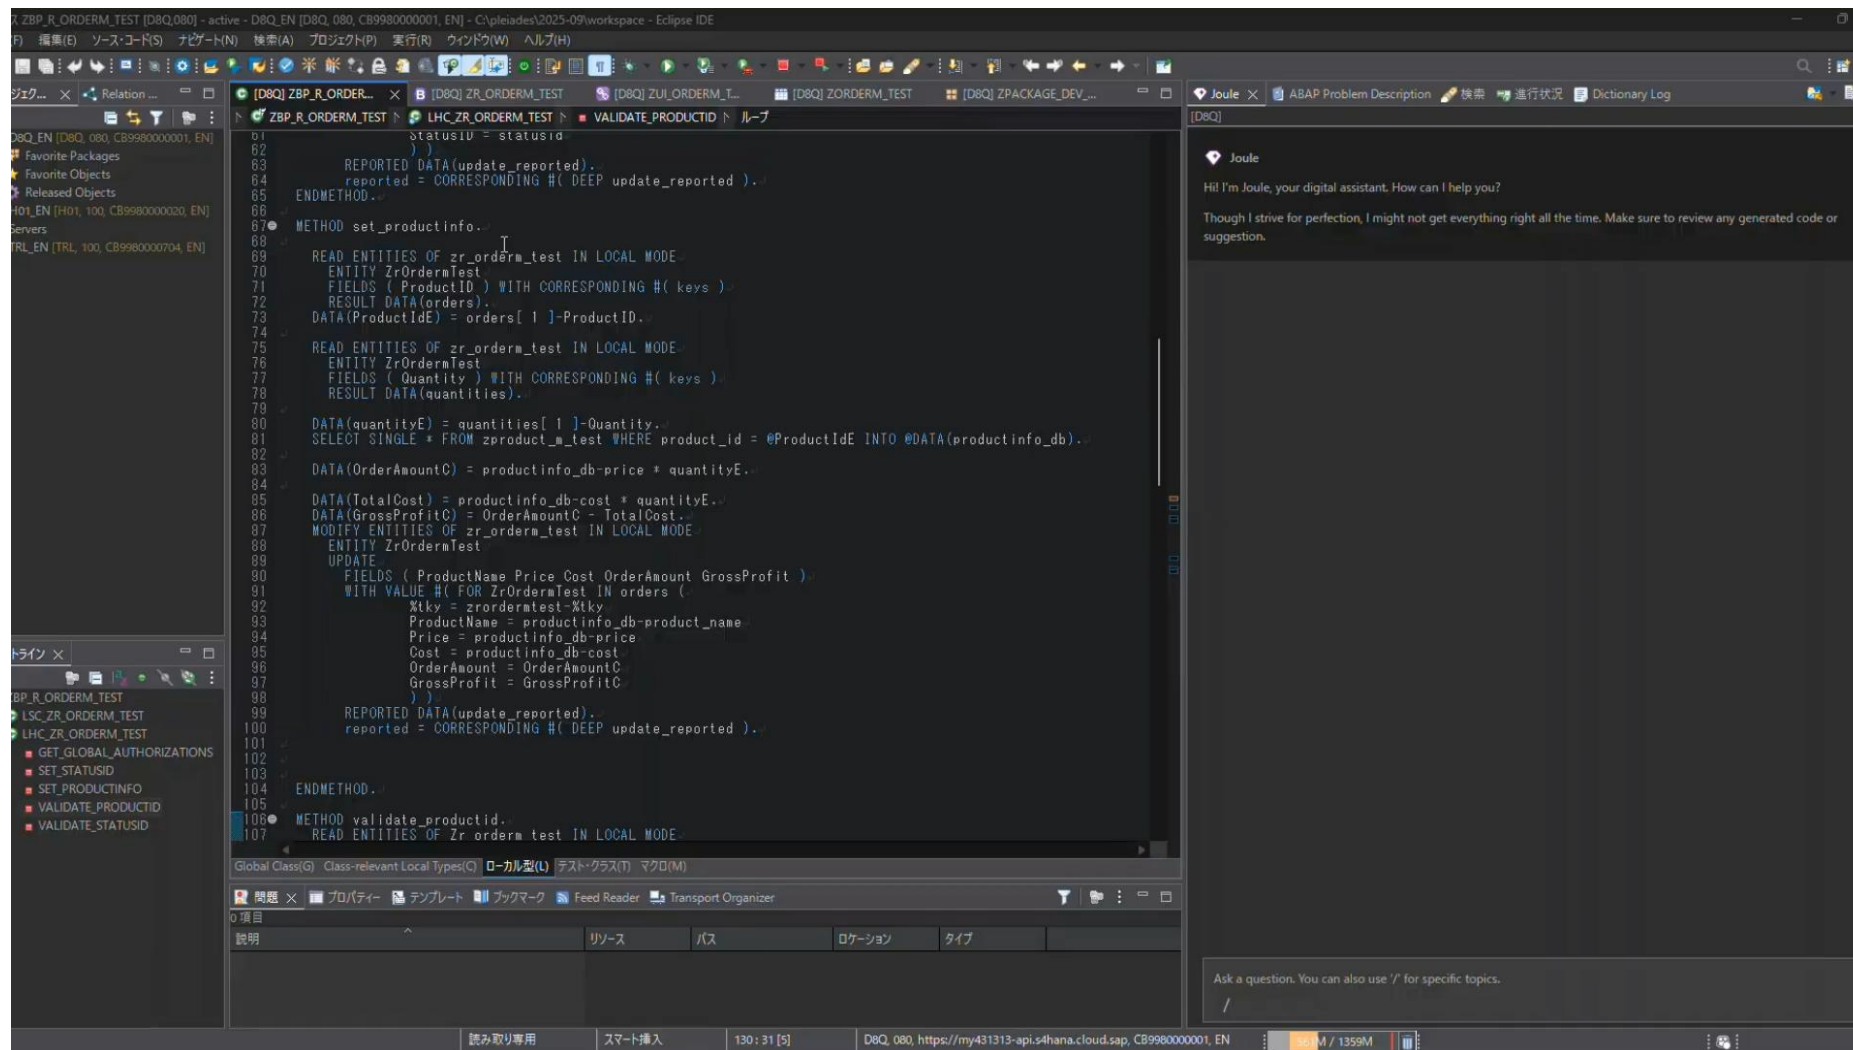 ZBP_R_ORDERM_TEST [D8Q,080] - active - D8Q_EN [D8Q, 080, CB9980000001, EN] - C:\pleiades\2025-09\workspace - Eclipse IDE
編集(E) ソース・コード(S) ナビゲート(N) 検索(A) プロジェクト(P) 実行(R) ウィンドウ(W) ヘルプ(H)
Relation ...
D8Q_EN [D8Q, 080, CB9980000001, EN]
Favorite Packages
Favorite Objects
Released Objects
H01_EN [H01, 100, CB9980000020, EN]
Servers
TRL_EN [TRL, 100, CB9980000704, EN]
[D8Q] ZBP_R_ORDER...
[D8Q] ZR_ORDERM_TEST
[D8Q] ZUI_ORDERM_T...
[D8Q] ZORDERM_TEST
[D8Q] ZPACKAGE_DEV_...
ZBP_R_ORDERM_TEST
LHC_ZR_ORDERM_TEST
VALIDATE_PRODUCTID
ループ
61 StatusID = statusid
62 ) )
63 REPORTED DATA(update_reported).
64 reported = CORRESPONDING #( DEEP update_reported ).
65 ENDMETHOD.
66
67 METHOD set_productinfo.
68
69 READ ENTITIES OF zr_orderm_test IN LOCAL MODE
70 ENTITY ZrOrdermTest
71 FIELDS ( ProductID ) WITH CORRESPONDING #( keys )
72 RESULT DATA(orders).
73 DATA(ProductIdE) = orders[ 1 ]-ProductID.
74
75 READ ENTITIES OF zr_orderm_test IN LOCAL MODE
76 ENTITY ZrOrdermTest
77 FIELDS ( Quantity ) WITH CORRESPONDING #( keys )
78 RESULT DATA(quantities).
79
80 DATA(quantityE) = quantities[ 1 ]-Quantity.
81 SELECT SINGLE * FROM zproduct_m_test WHERE product_id = @ProductIdE INTO @DATA(productinfo_db).
82
83 DATA(OrderAmountC) = productinfo_db-price * quantityE.
84
85 DATA(TotalCost) = productinfo_db-cost * quantityE.
86 DATA(GrossProfitC) = OrderAmountC - TotalCost.
87 MODIFY ENTITIES OF zr_orderm_test IN LOCAL MODE
88 ENTITY ZrOrdermTest
89 UPDATE
90 FIELDS ( ProductName Price Cost OrderAmount GrossProfit )
91 WITH VALUE #( FOR ZrOrdermTest IN orders (
92 %tky = zrordermtest-%tky
93 ProductName = productinfo_db-product_name
94 Price = productinfo_db-price
95 Cost = productinfo_db-cost
96 OrderAmount = OrderAmountC
97 GrossProfit = GrossProfitC
98 ) )
99 REPORTED DATA(update_reported).
100 reported = CORRESPONDING #( DEEP update_reported ).
101
102
103
104 ENDMETHOD.
105
106 METHOD validate_productid.
107 READ ENTITIES OF Zr_orderm_test IN LOCAL MODE
Global Class(G) Class-relevant Local Types(C) ローカル型(L) テスト・クラス(T) マクロ(M)
ZBP_R_ORDERM_TEST
LSC_ZR_ORDERM_TEST
LHC_ZR_ORDERM_TEST
GET_GLOBAL_AUTHORIZATIONS
SET_STATUSID
SET_PRODUCTINFO
VALIDATE_PRODUCTID
VALIDATE_STATUSID
問題 プロパティー テンプレート ブックマーク Feed Reader Transport Organizer
0 項目
説明 リソース パス ロケーション タイプ
Joule ABAP Problem Description 検索 進行状況 Dictionary Log
[D8Q]
Joule
Hi! I'm Joule, your digital assistant. How can I help you?
Though I strive for perfection, I might not get everything right all the time. Make sure to review any generated code or
suggestion.
Ask a question. You can also use '/' for specific topics.
/
読み取り専用 スマート挿入 130 : 31 [5] D8Q, 080, https://my431313-api.s4hana.cloud.sap, CB9980000001, EN
/ 1359M